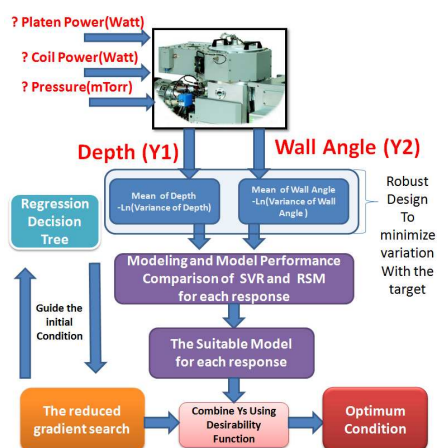 ? Platen Power(Watt)
? Coil Power(Watt)
? Pressure(mTorr)
Depth (Y1)
Wall Angle (Y2)
Mean of Depth
-Ln(Variance of Depth)
Mean of Wall Angle
-Ln(Variance of Wall
Angle )
Robust
Design
To
minimize
variation
With the
target
Regression
Decision
Tree
Modeling and Model Performance
Comparison of SVR and RSM
for each response
Guide the
initial
Condition
The Suitable Model
for each response
The reduced
gradient search
Combine Ys Using
Desirability
Function
Optimum
Condition